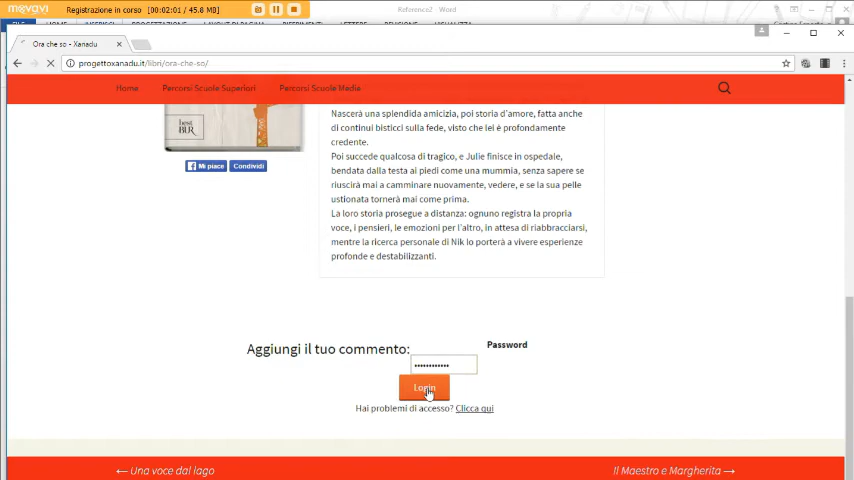 movavi Registrazione in corso [00:02:01 / 45.8 MB]
Reference2 - Word
Ora che so - Xanadu
progettoxanadu.it/libri/ora-che-so/
Home Percorsi Scuole Superiori Percorsi Scuole Medie
best
BUR
Mi piace Condividi
Nascerà una splendida amicizia, poi storia d'amore, fatta anche
di continui bisticci sulla fede, visto che lei è profondamente
credente.
Poi succede qualcosa di tragico, e Julie finisce in ospedale,
bendata dalla testa ai piedi come una mummia, senza sapere se
riuscirà mai a camminare nuovamente, vedere, e se la sua pelle
ustionata tornerà mai come prima.
La loro storia prosegue a distanza: ognuno registra la propria
voce, i pensieri, le emozioni per l'altro, in attesa di riabbracciarsi,
mentre la ricerca personale di Nik lo porterà a vivere esperienze
profonde e destabilizzanti.
Aggiungi il tuo commento:
Password
Login
Hai problemi di accesso? Clicca qui
← Una voce dal lago
Il Maestro e Margherita →